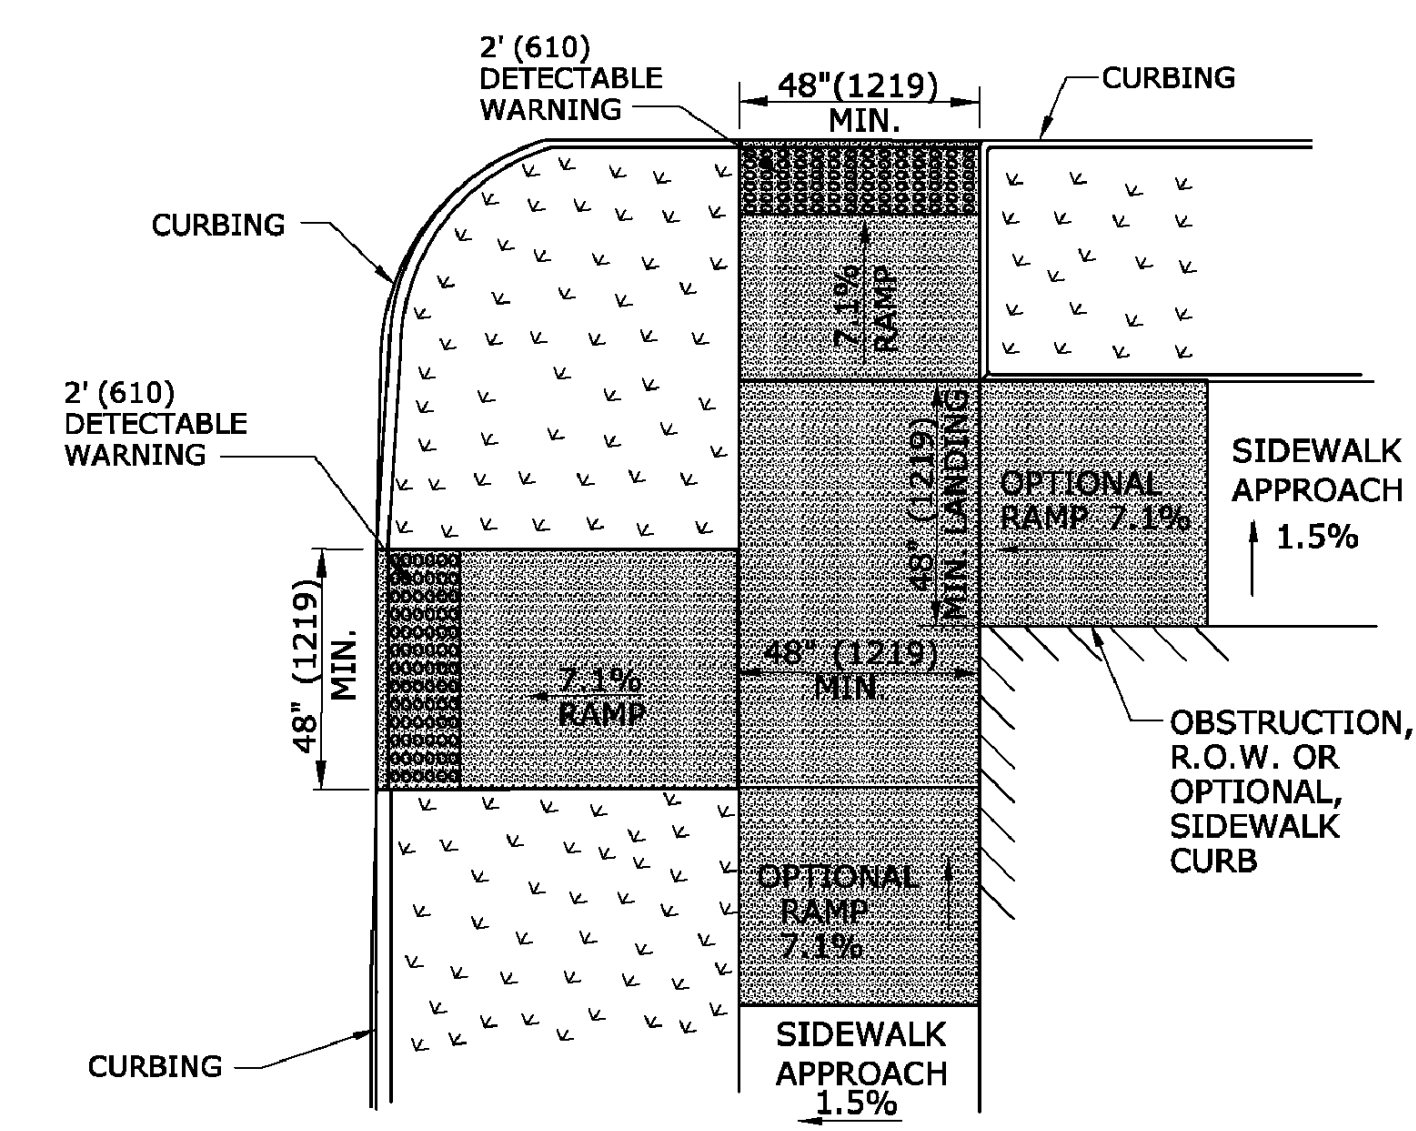 2' (610)
DETECTABLE
WARNING
48"(1219)
MIN.
CURBING
CURBING
7.1%
RAMP
2' (610)
DETECTABLE
WARNING
48" (1219)
MIN. LANDING
OPTIONAL
RAMP 7.1%
SIDEWALK
APPROACH
1.5%
48" (1219)
MIN.
7.1%
RAMP
48" (1219)
MIN.
OBSTRUCTION,
R.O.W. OR
OPTIONAL,
SIDEWALK
CURB
OPTIONAL
RAMP
7.1%
CURBING
SIDEWALK
APPROACH
1.5%